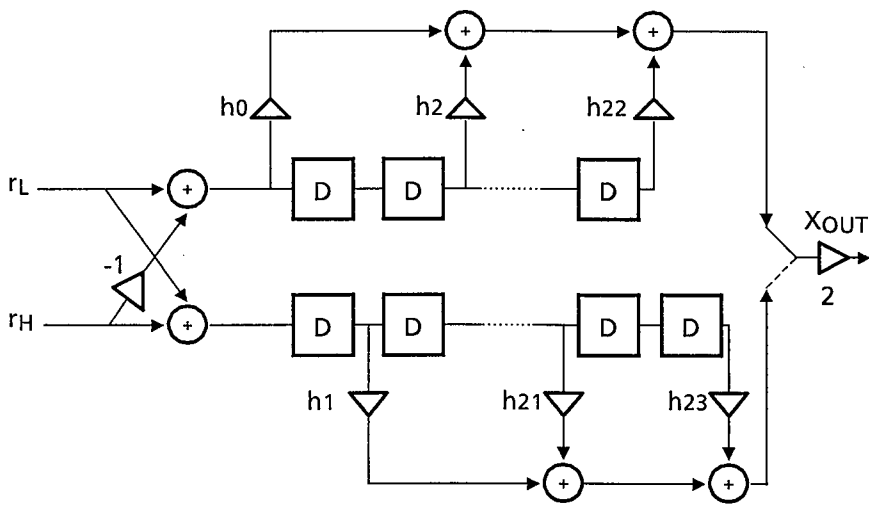 + +
h0 h2 h22
rL + D D D
XOUT
-1
2
rH + D D D D
h1 h21 h23
+ +